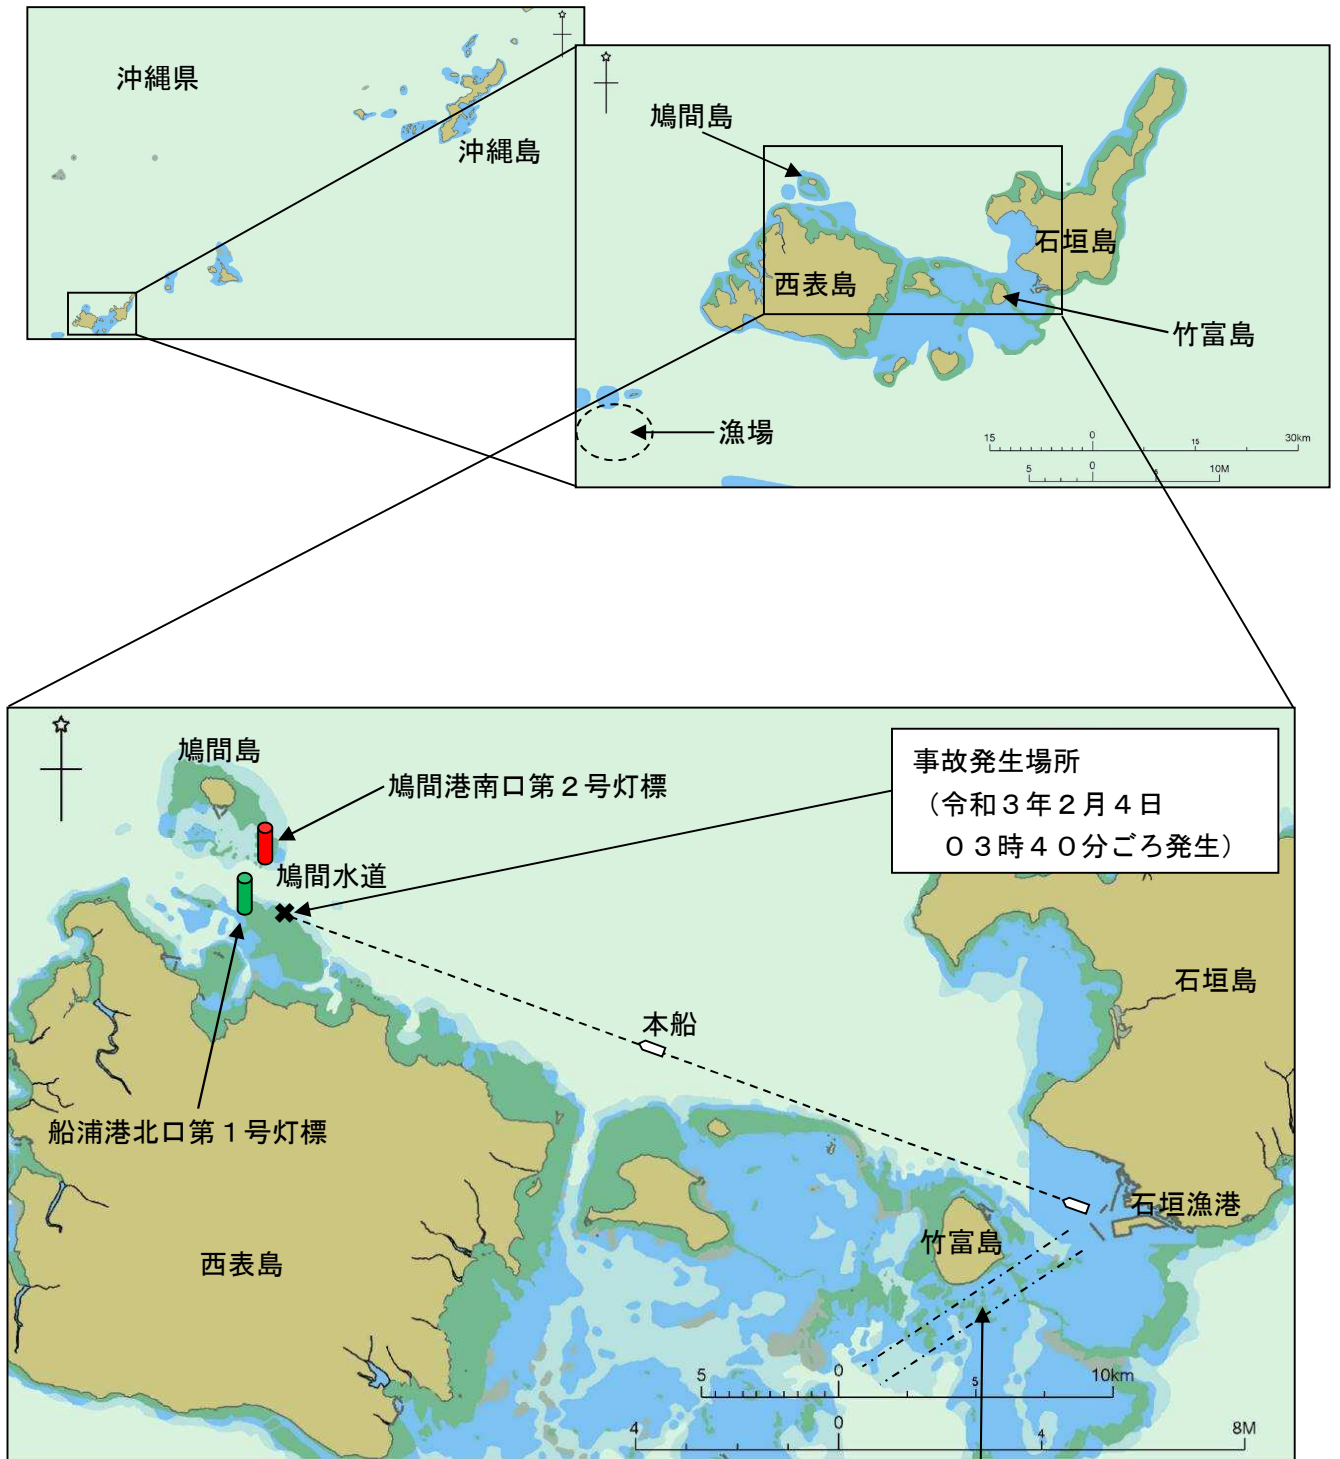 沖縄県
沖縄島
鳩間島
石垣島
西表島
竹富島
漁場
15
0
15
30km
5
0
5
10M
事故発生場所
(令和3年2月4日
03時40分ごろ発生)
鳩間島
鳩間港南口第2号灯標
鳩間水道
石垣島
本船
船浦港北口第1号灯標
石垣漁港
竹富島
西表島
5
0
5
10km
4
0
4
8M